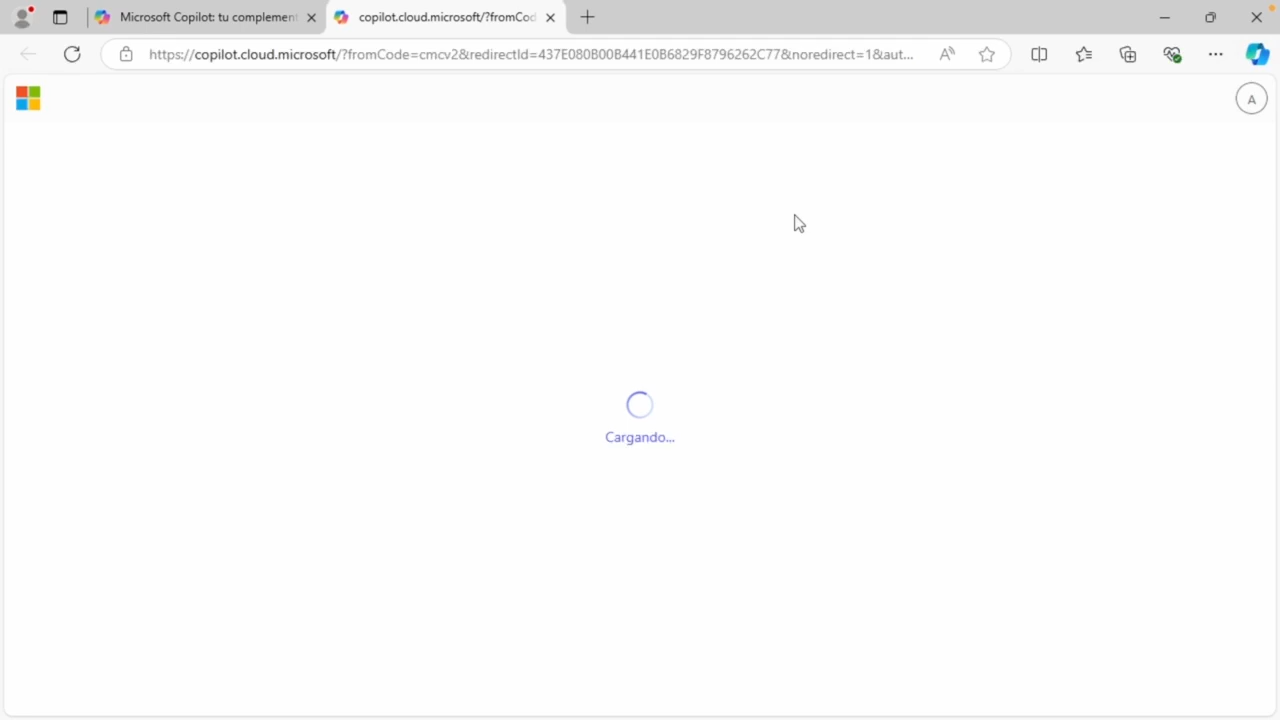 Microsoft Copilot: tu complement
copilot.cloud.microsoft/?fromCod
https://copilot.cloud.microsoft/?fromCode=cmcv2&redirectId=437E080B00B441E0B6829F8796262C77&noredirect=1&aut...
A
A
Cargando...